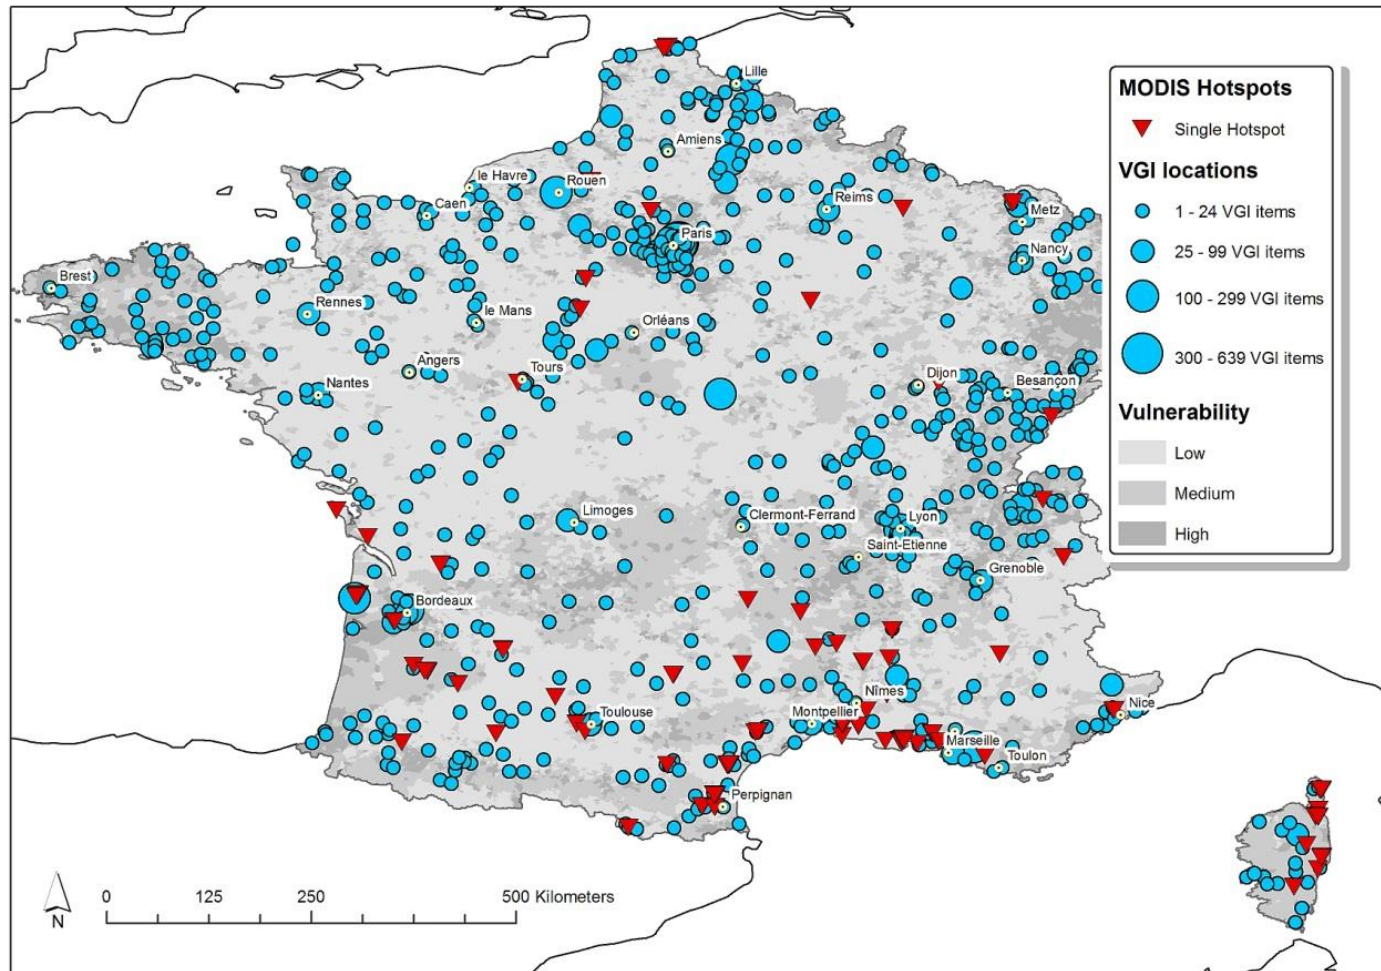 MODIS Hotspots
Single Hotspot
VGI locations
1 - 24 VGI items
25 - 99 VGI items
100 - 299 VGI items
300 - 639 VGI items
Vulnerability
Low
Medium
High
Lille
Amiens
le Havre
Rouen
Caen
Reims
Metz
Paris
Nancy
Brest
Rennes
le Mans
Orléans
Angers
Tours
Dijon
Besançon
Nantes
Limoges
Clermont-Ferrand
Lyon
Saint-Etienne
Grenoble
Bordeaux
Nîmes
Toulouse
Montpellier
Nice
Marseille
Toulon
Perpignan
N
0 125 250 500 Kilometers